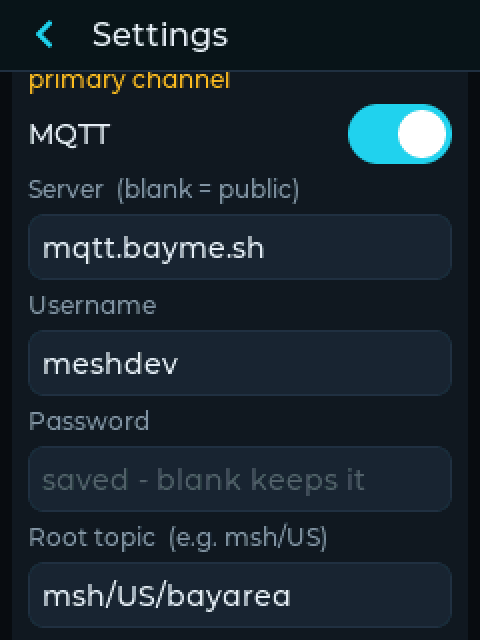 Settings
primary channel
MQTT
Server (blank = public)
mqtt.bayme.sh
Username
meshdev
Password
saved - blank keeps it
Root topic (e.g. msh/US)
msh/US/bayarea